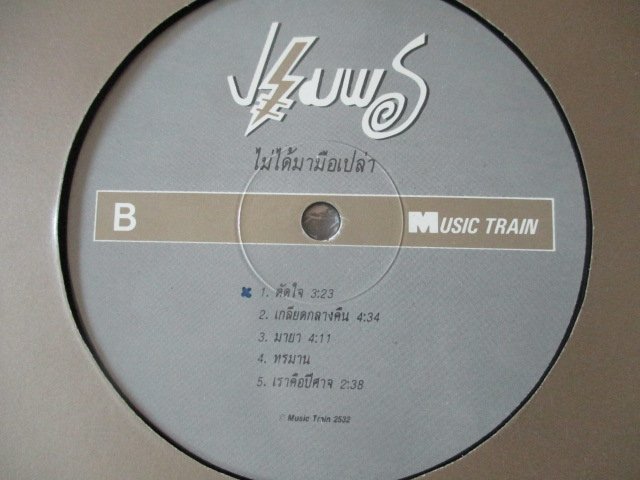 ปฐมพร
ไม่ได้มามือเปล่า
B
MUSIC TRAIN
1. ตัดใจ 3:23
2. เกลียดกลางคืน 4:34
3. มายา 4:11
4. ทรมาน
5. เราคือปีศาจ 2:38
© Music Train 2532